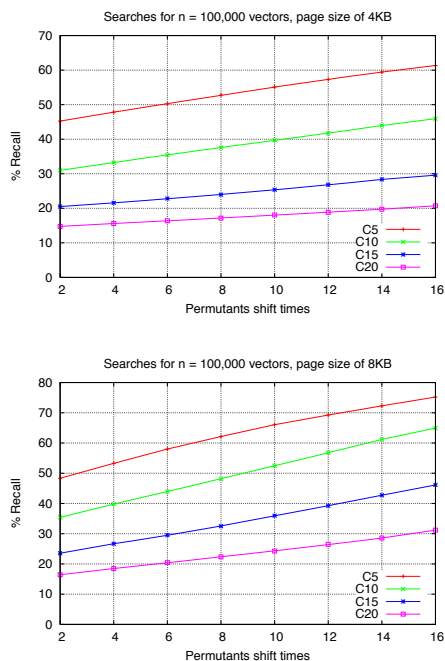 Searches for n = 100,000 vectors, page size of 4KB
70
60
50
40
30
20
10
0
% Recall
C5
C10
C15
C20
2 4 6 8 10 12 14 16
Permutants shift times
Searches for n = 100,000 vectors, page size of 8KB
80
70
60
50
40
30
20
10
0
% Recall
C5
C10
C15
C20
2 4 6 8 10 12 14 16
Permutants shift times